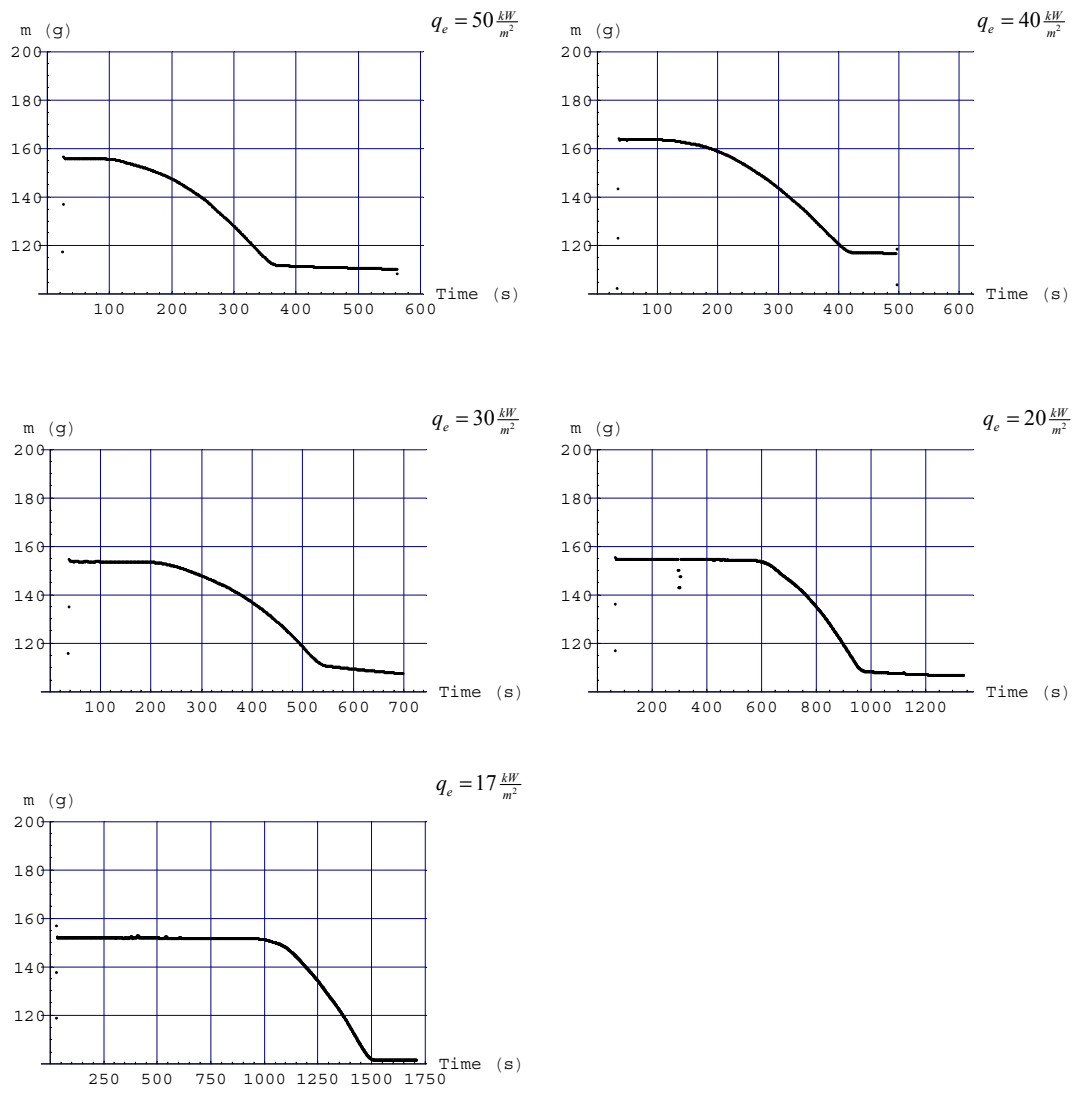 q_e = 50 kW/m²
m (g)
200
180
160
140
120
100 200 300 400 500 600
Time (s)
q_e = 40 kW/m²
m (g)
200
180
160
140
120
100 200 300 400 500 600
Time (s)
q_e = 30 kW/m²
m (g)
200
180
160
140
120
100 200 300 400 500 600 700
Time (s)
q_e = 20 kW/m²
m (g)
200
180
160
140
120
200 400 600 800 1000 1200
Time (s)
q_e = 17 kW/m²
m (g)
200
180
160
140
120
250 500 750 1000 1250 1500 1750
Time (s)